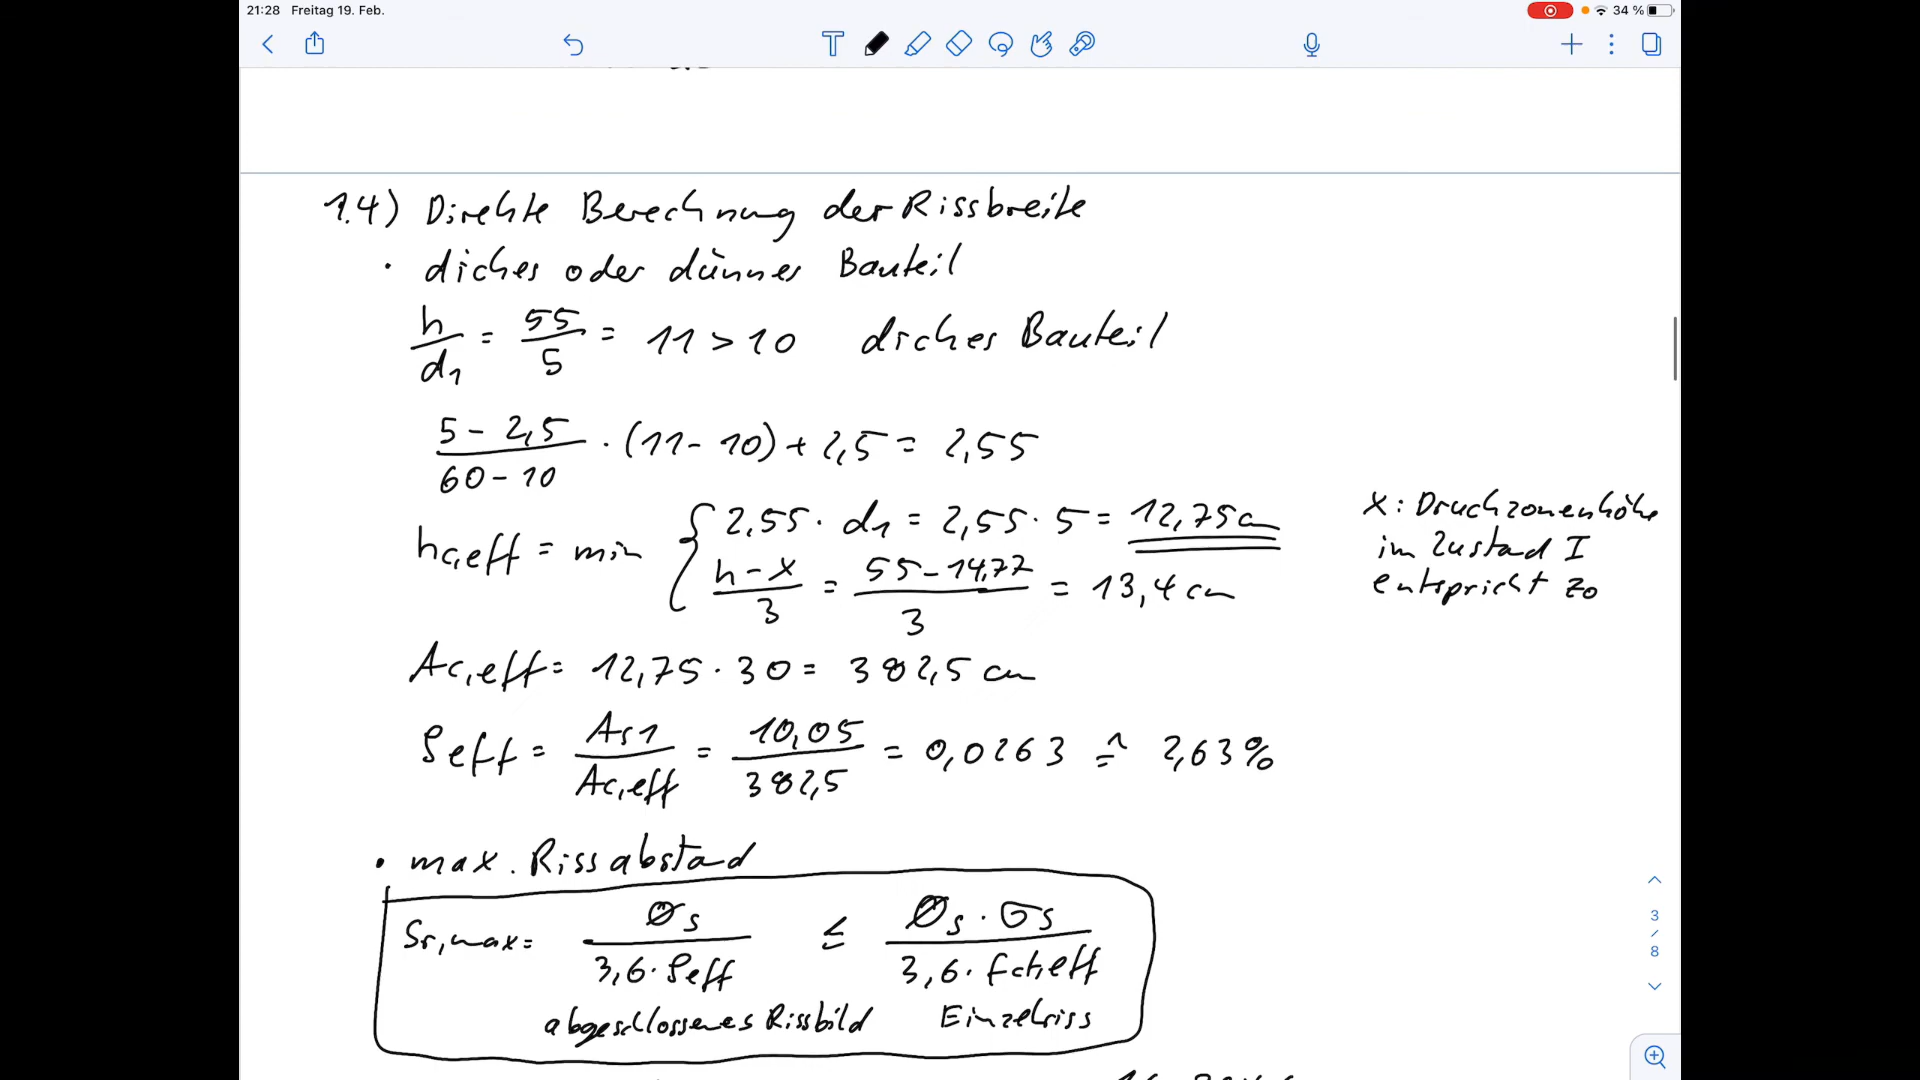 21:28 Freitag 19. Feb. 34 %
1.4) Direkte Berechnung der Rissbreite
• dickes oder dünnes Bauteil
h/d1 = 55/5 = 11 > 10 dickes Bauteil
(5 - 2,5)/(60 - 10) · (11 - 10) + 2,5 = 2,55
hc,eff = min { 2,55 · d1 = 2,55 · 5 = 12,75 cm
(h - x)/3 = (55 - 14,77)/3 = 13,4 cm
x: Druckzonenhöhe
im Zustand I
entspricht z0
Ac,eff = 12,75 · 30 = 382,5 cm
ρeff = As1/Ac,eff = 10,05/382,5 = 0,0263 ≙ 2,63%
• max. Rissabstand
Sr,max = Øs/(3,6 · ρeff) ≤ (Øs · σs)/(3,6 · fct,eff)
abgeschlossenes Rissbild Einzelriss
3
/
8